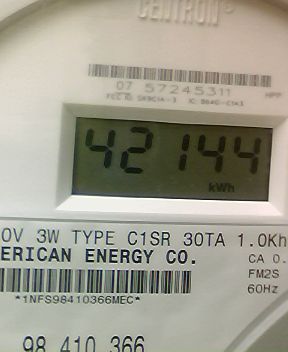 CENTRON®
07 57245311
42144
kWh
0V 3W TYPE C1SR 30TA 1.0Kh
ERICAN ENERGY CO.
CA 0.
FM2S
60Hz
*1NFS98410366MEC*
98 410 366